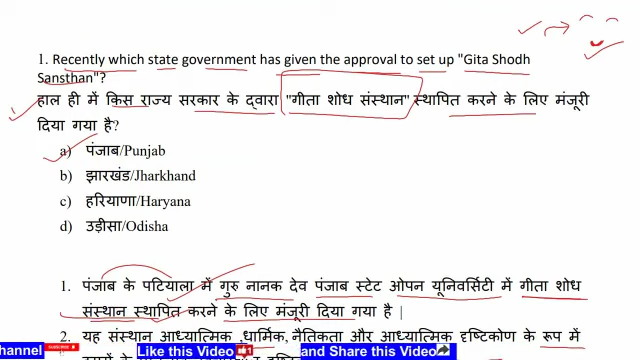 1. Recently which state government has given the approval to set up "Gita Shodh
Sansthan"?
हाल ही में किस राज्य सरकार के द्वारा "गीता शोध संस्थान" स्थापित करने के लिए मंजूरी
दिया गया है?
a) पंजाब/Punjab
b) झारखंड/Jharkhand
c) हरियाणा/Haryana
d) उड़ीसा/Odisha
1. पंजाब के पटियाला में गुरु नानक देव पंजाब स्टेट ओपन यूनिवर्सिटी में गीता शोध
संस्थान स्थापित करने के लिए मंजूरी दिया गया है |
2. यह संस्थान आध्यात्मिक, धार्मिक, नैतिकता और आध्यात्मिक दृष्टिकोण के रूप में
hannel Like this Video and Share this Video